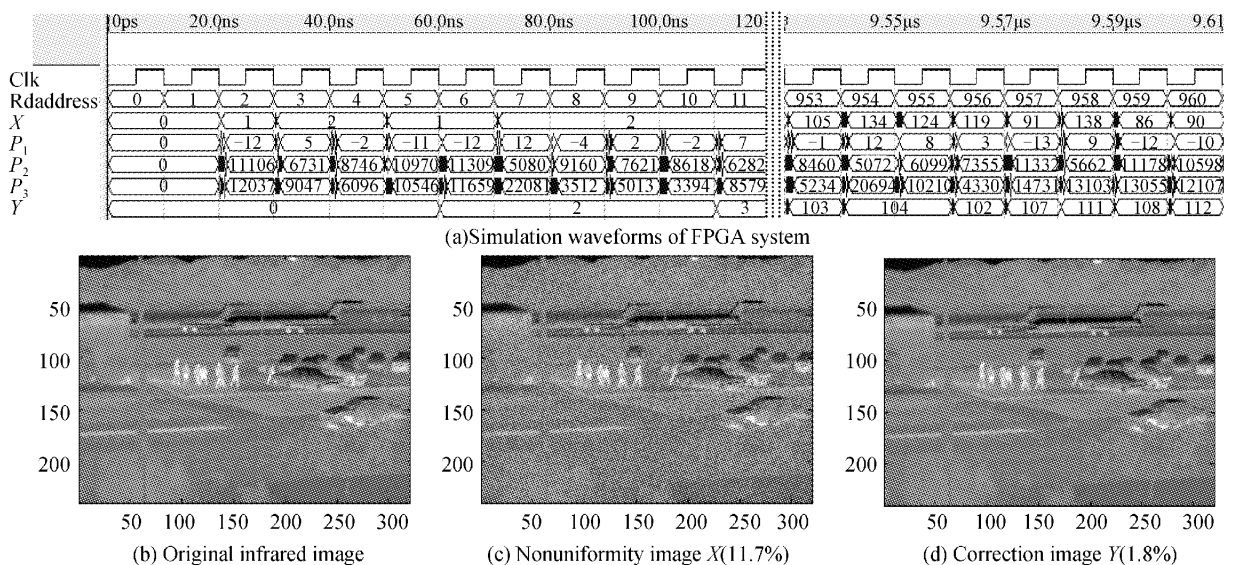 0ps 20.0ns 40.0ns 60.0ns 80.0ns 100.0ns 120 9.55μs 9.57μs 9.59μs 9.61
Clk
Rdaddress 0 1 2 3 4 5 6 7 8 9 10 11 953 954 955 956 957 958 959 960
X 0 1 2 1 2 105 134 124 119 91 138 86 90
P1 0 −12 5 −2 −11 −12 12 −4 2 −2 7 −1 12 8 3 −13 9 −12 −10
P2 0 11106 6731 8746 10970 11309 5080 9160 7621 8618 6282 8460 5072 6099 7355 11332 5662 11178 10598
P3 0 12037 9047 6096 10546 11659 22081 3512 5013 3394 8579 5234 20694 10210 4330 14731 13103 13055 12107
Y 0 2 3 103 104 102 107 111 108 112
(a)Simulation waveforms of FPGA system
50 50 50
100 100 100
150 150 150
200 200 200
50 100 150 200 250 300 50 100 150 200 250 300 50 100 150 200 250 300
(b) Original infrared image (c) Nonuniformity image X(11.7%) (d) Correction image Y(1.8%)